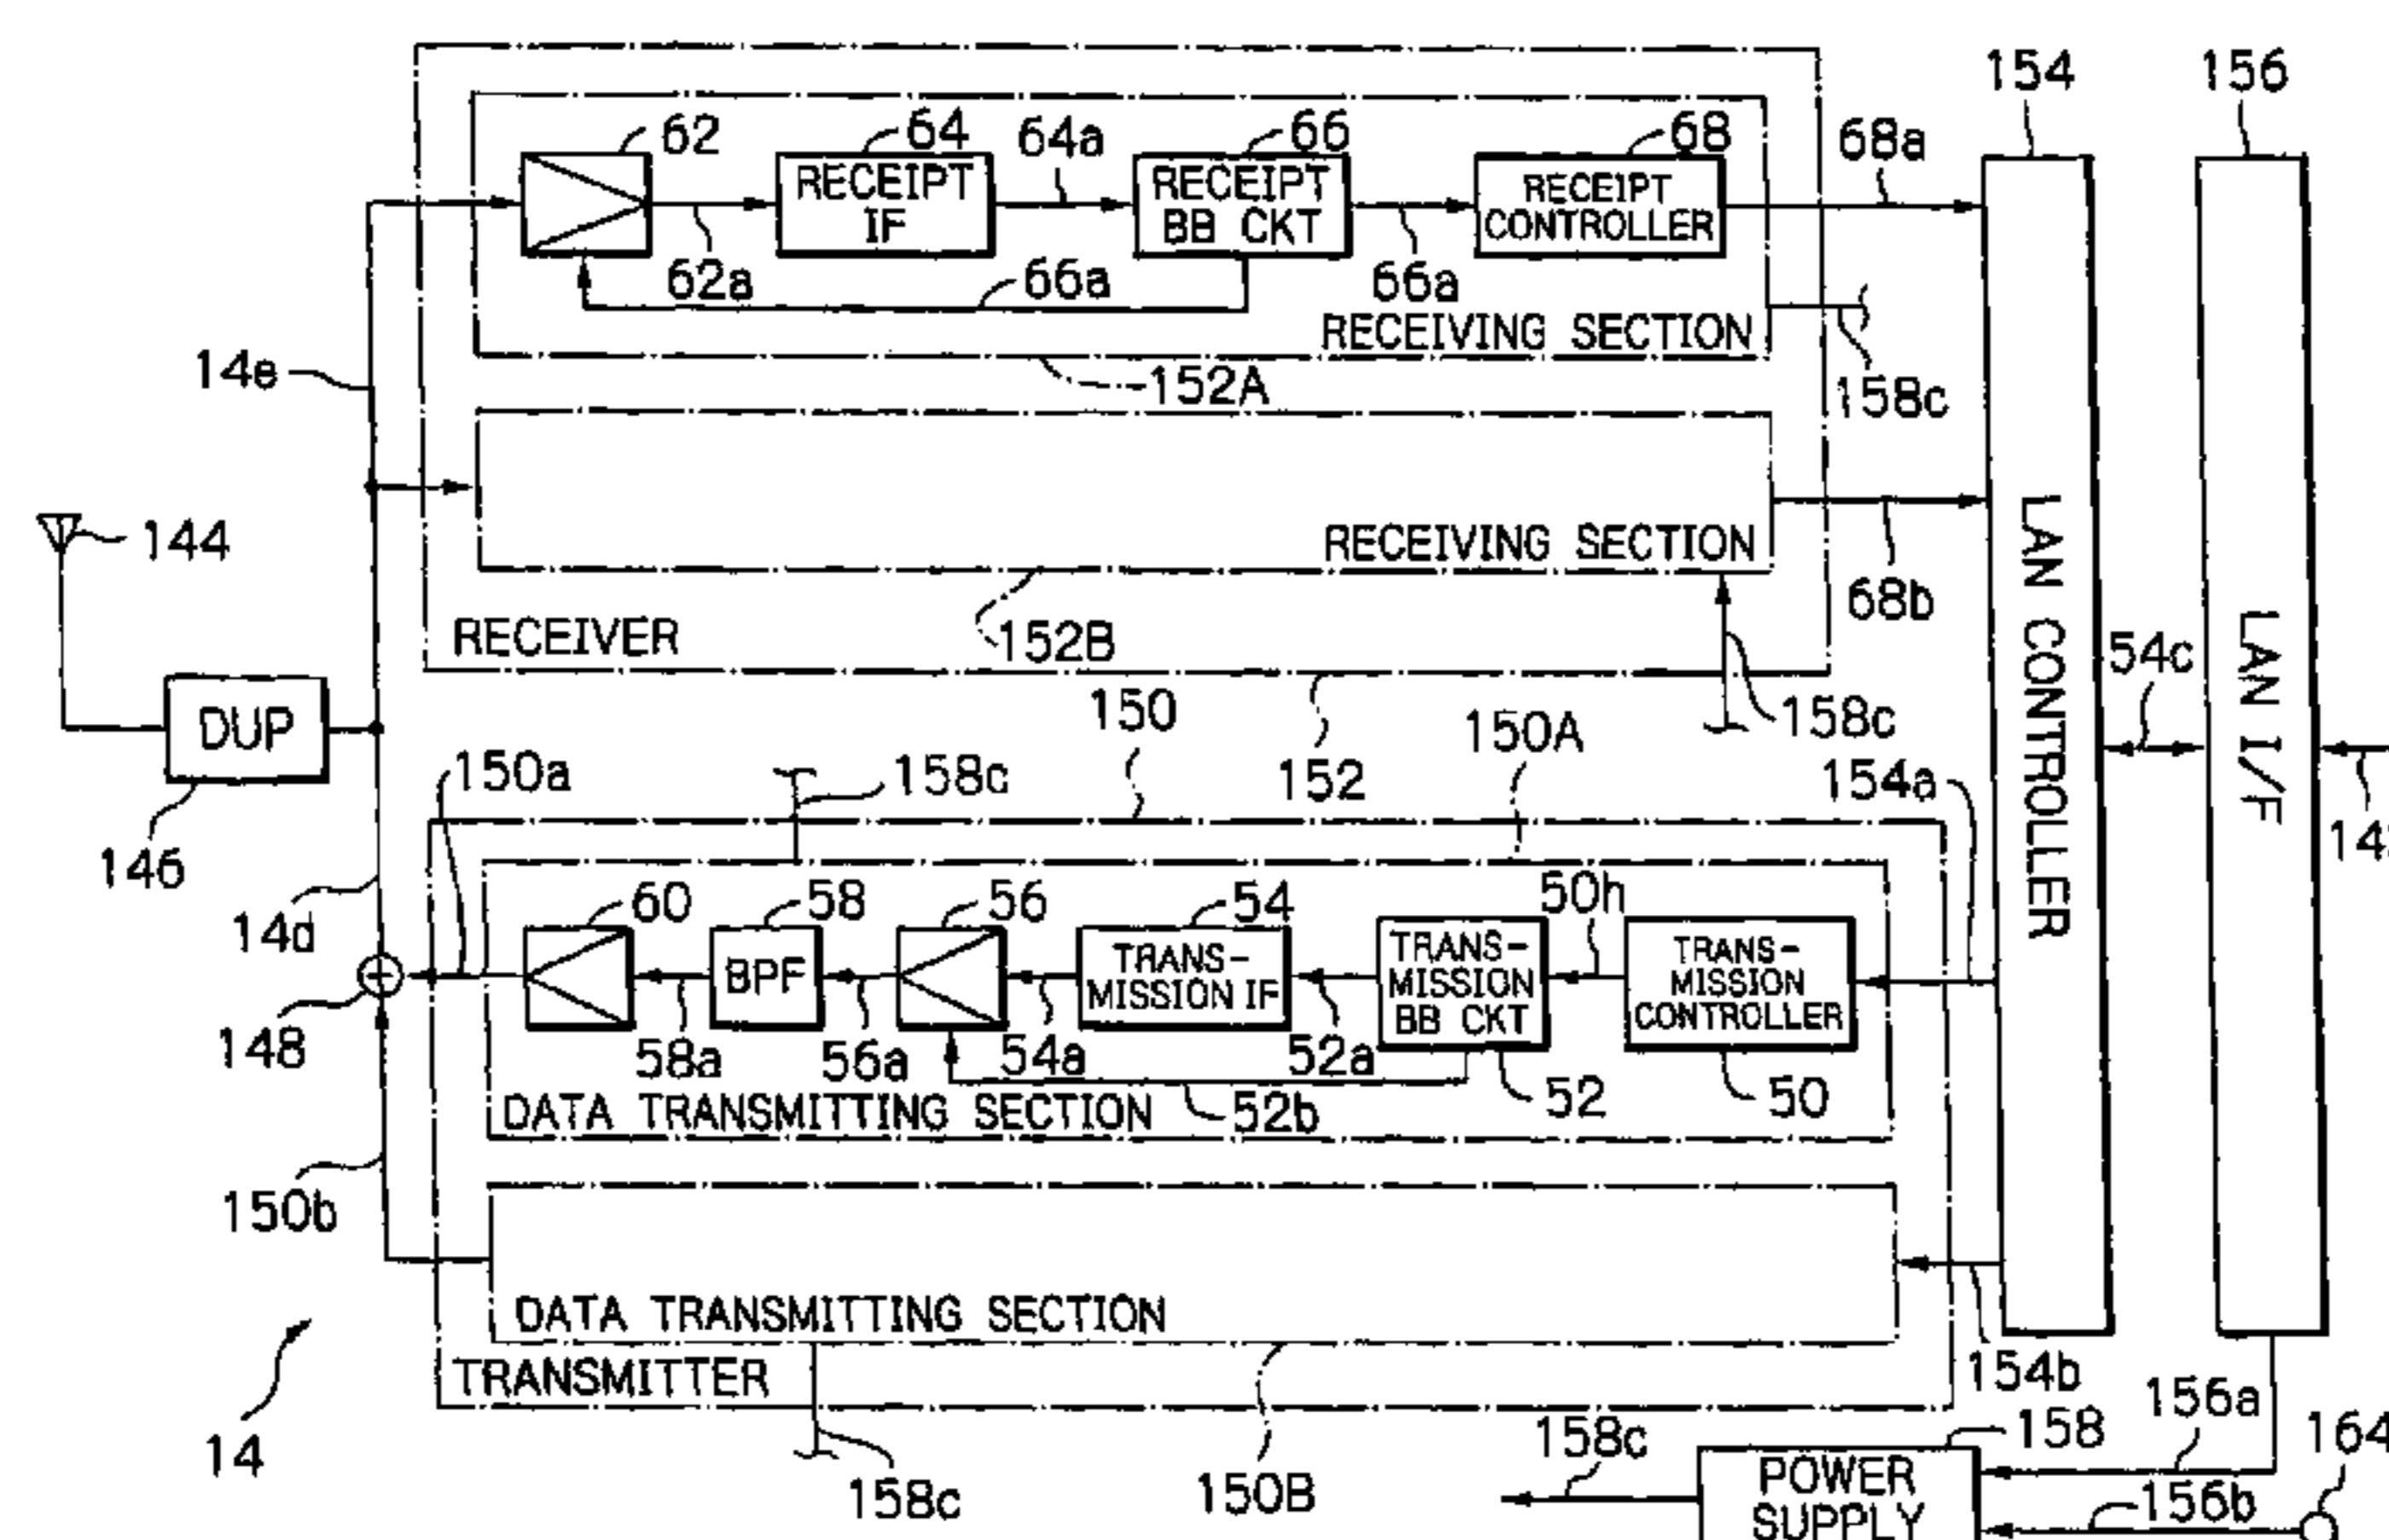 154
156
62
64
64a
66
68
68a
RECEIPT
IF
RECEIPT
BB CKT
RECEIPT
CONTROLLER
62a
66a
66a
RECEIVING SECTION
14e
152A
158c
144
RECEIVING SECTION
68b
RECEIVER
152B
LAN CONTROLLER
LAN I/F
54c
DUP
150
150A
158c
150a
158c
152
154a
146
14d
60
58
56
54
50h
BPF
TRANS-
MISSION IF
TRANS-
MISSION
BB CKT
TRANS-
MISSION
CONTROLLER
148
58a
56a
54a
52a
52
50
DATA TRANSMITTING SECTION
52b
150b
DATA TRANSMITTING SECTION
TRANSMITTER
154b
156a
14
158c
150B
158c
158
164
POWER
SUPPLY
156b